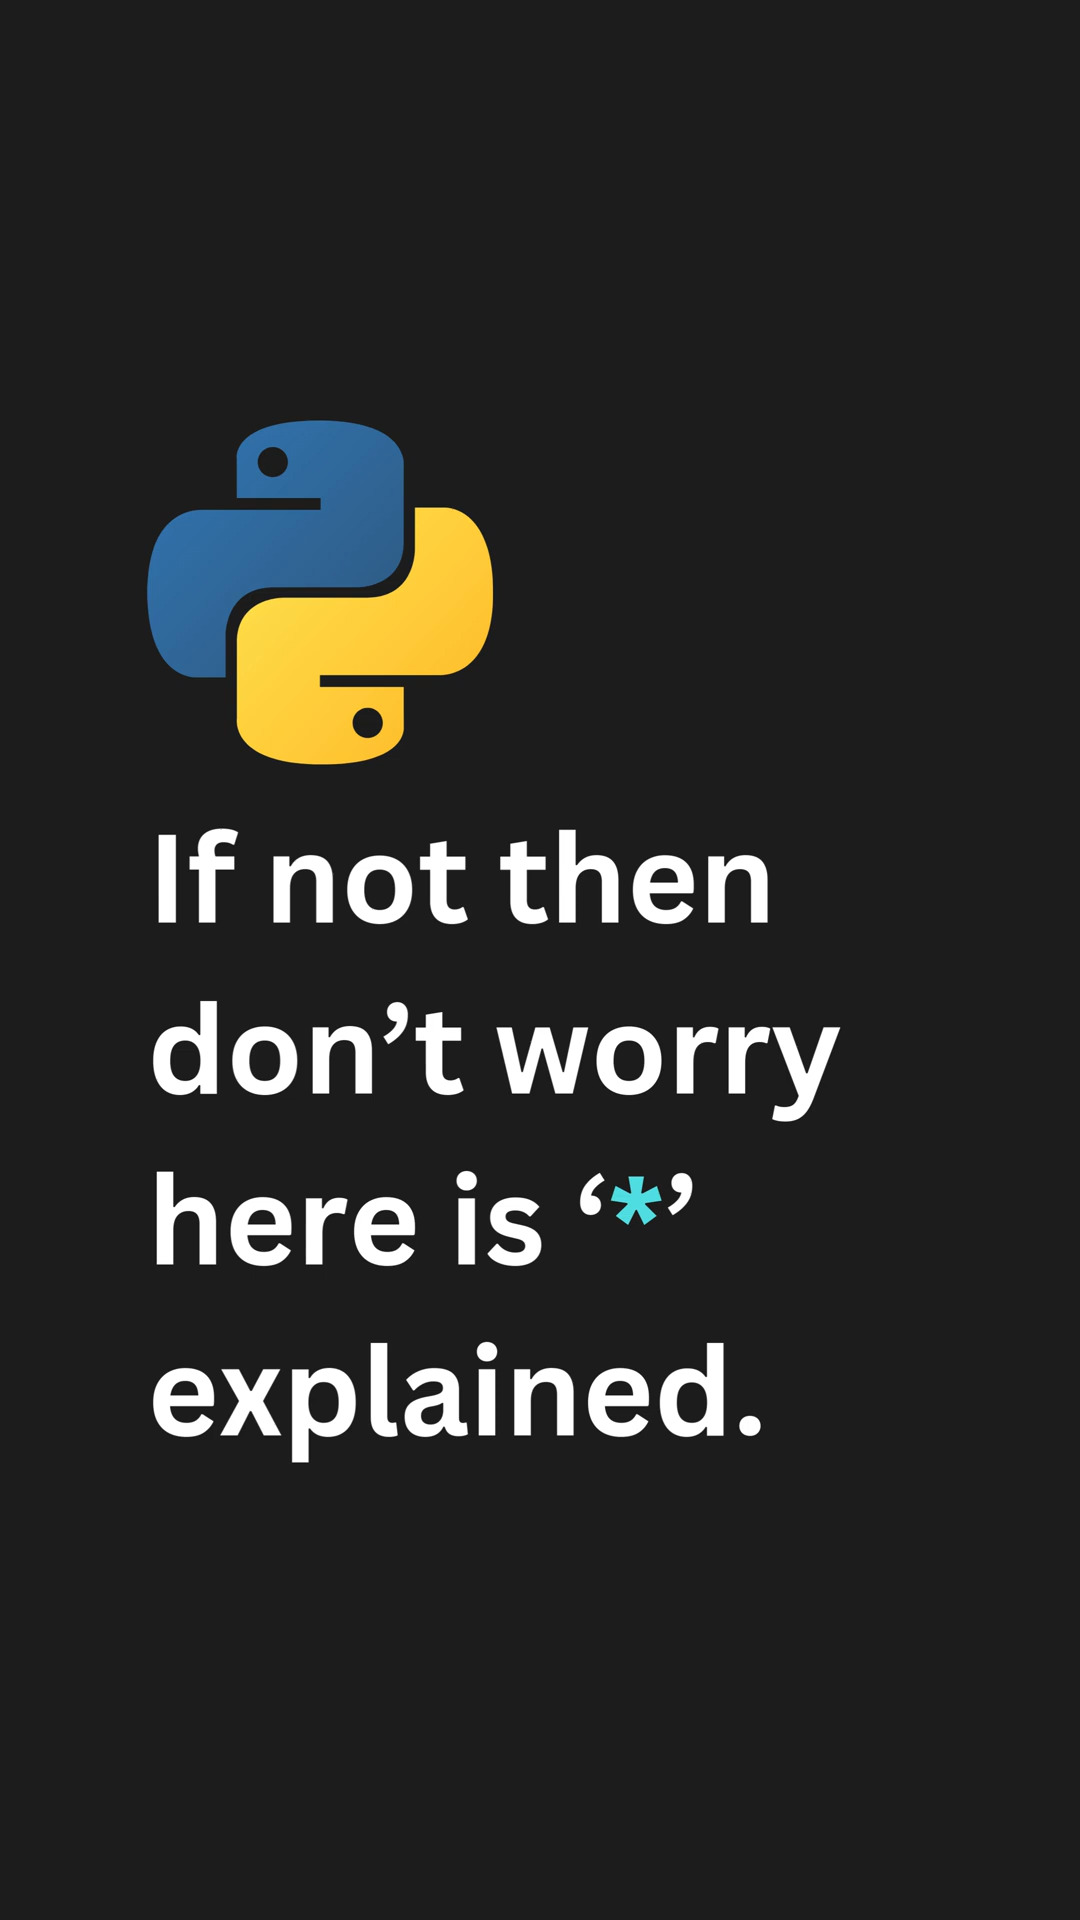 If not then
don’t worry
here is ‘*’
explained.